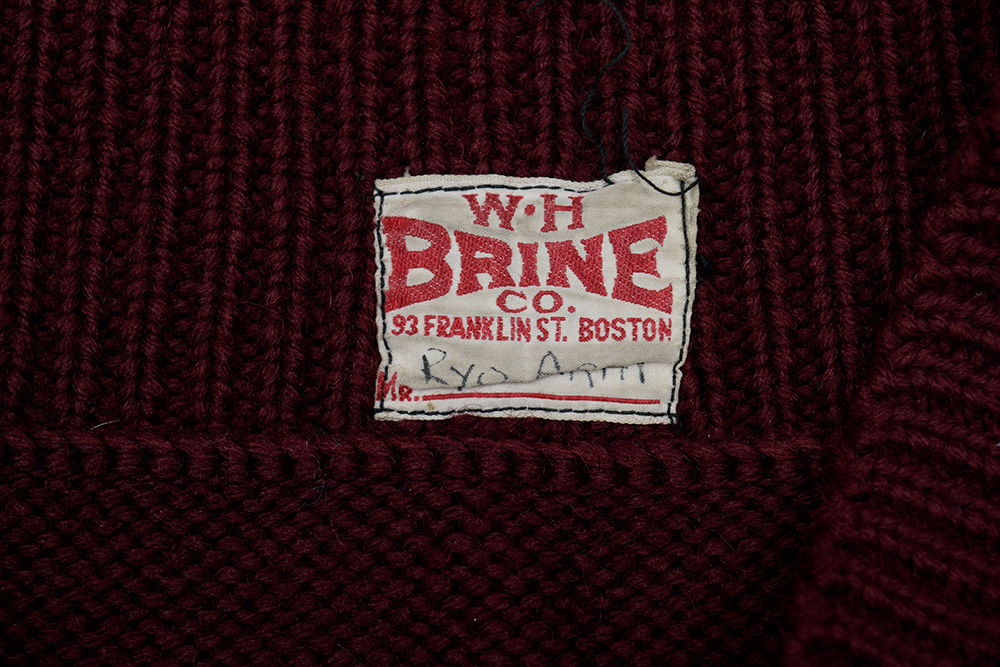 W·H
BRINE
CO.
93 FRANKLIN ST. BOSTON
MR. RYO